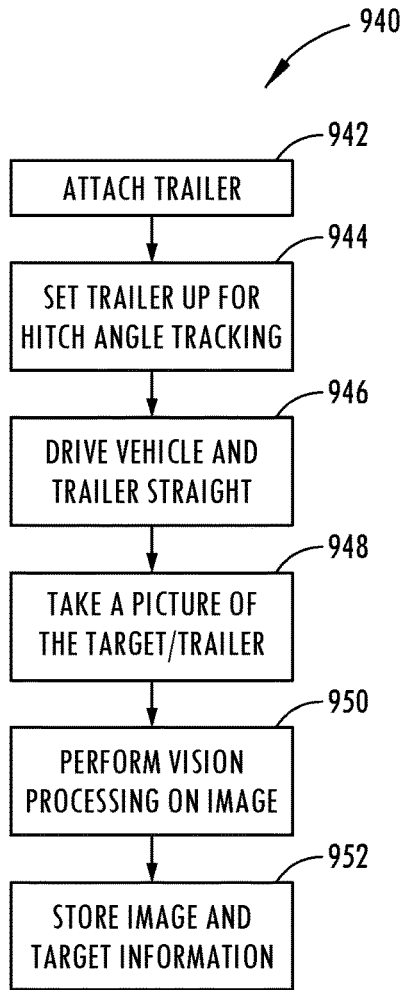 940
942
ATTACH TRAILER
944
SET TRAILER UP FOR
HITCH ANGLE TRACKING
946
DRIVE VEHICLE AND
TRAILER STRAIGHT
948
TAKE A PICTURE OF
THE TARGET/TRAILER
950
PERFORM VISION
PROCESSING ON IMAGE
952
STORE IMAGE AND
TARGET INFORMATION